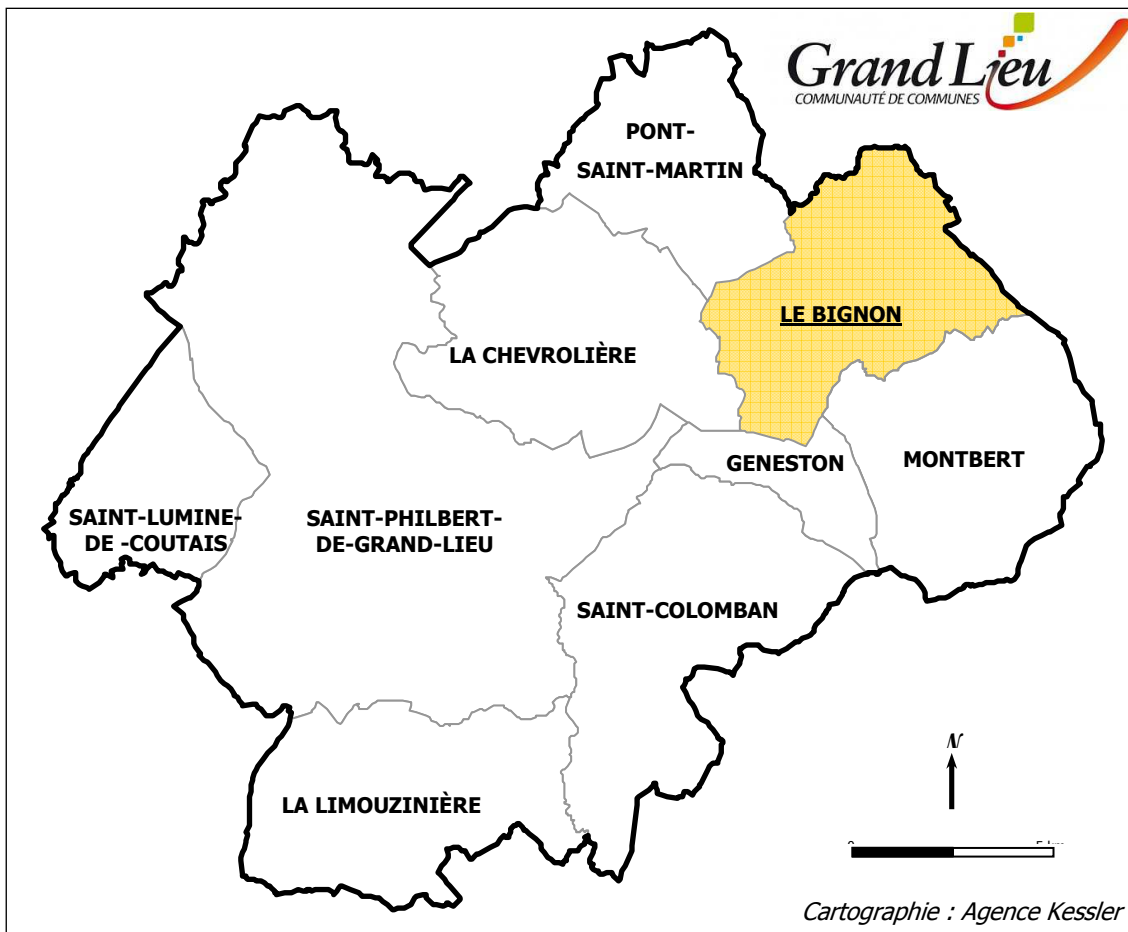 Grand Lieu
COMMUNAUTÉ DE COMMUNES
PONT-
SAINT-MARTIN
LE BIGNON
LA CHEVROLIÈRE
GENESTON
MONTBERT
SAINT-LUMINE-
DE -COUTAIS
SAINT-PHILBERT-
DE-GRAND-LIEU
SAINT-COLOMBAN
LA LIMOUZINIÈRE
N
Cartographie : Agence Kessler